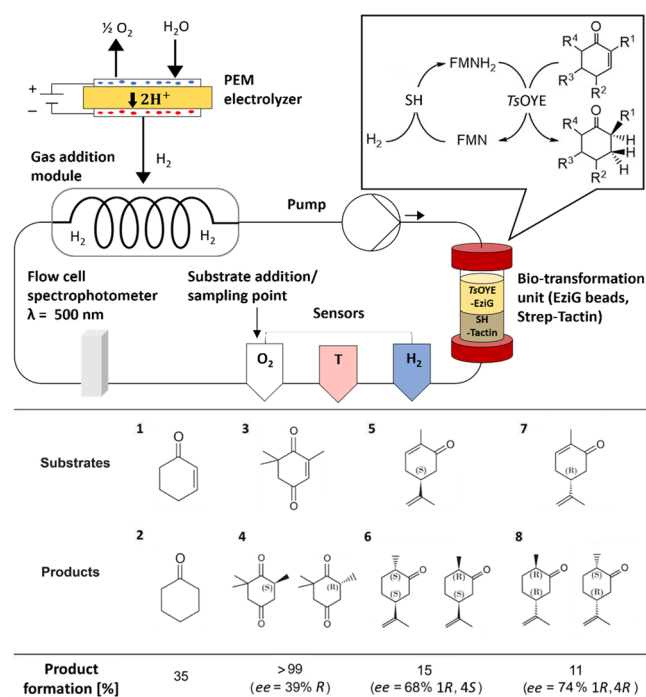 ½ O₂ H₂O
PEM
electrolyzer
+
−
2H⁺
H₂
Gas addition
module
H₂ H₂
Pump
FMNH₂
SH TsOYE
H₂ FMN
O
R⁴ R¹
R³
R²
O R¹
R⁴ H
R³ H
R² H
Flow cell
spectrophotometer
λ = 500 nm
Substrate addition/
sampling point
Sensors
O₂ T H₂
TsOYE
-EziG
SH
-Tactin
Bio-transformation
unit (EziG beads,
Strep-Tactin)
1 3 5 7
Substrates
O O O O
O (S) (R)
2 4 6 8
Products
O O O O O O O
(S) (R) (S) (R) (R) (S)
O O (S) (S) (R) (R)
Product
formation [%]
35 >99 15 11
(ee = 39% R) (ee = 68% 1R, 4S) (ee = 74% 1R,4R)